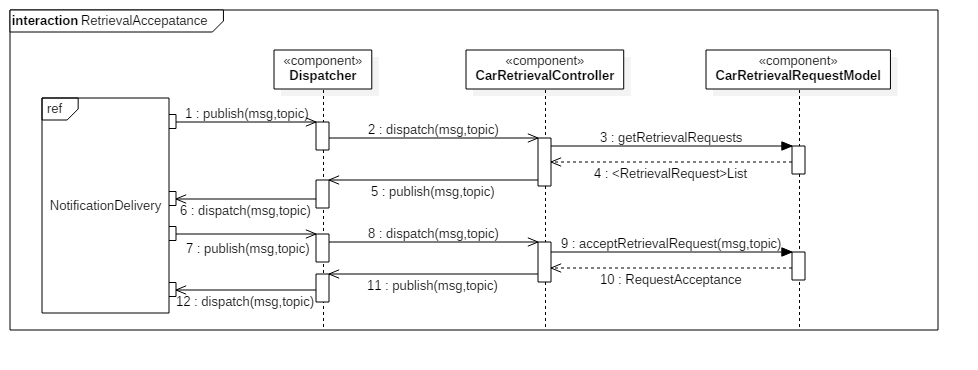 interaction RetrievalAccepatance
«component»
Dispatcher
«component»
CarRetrievalController
«component»
CarRetrievalRequestModel
ref
NotificationDelivery
1 : publish(msg,topic)
2 : dispatch(msg,topic)
3 : getRetrievalRequests
4 : <RetrievalRequest>List
5 : publish(msg,topic)
6 : dispatch(msg,topic)
7 : publish(msg,topic)
8 : dispatch(msg,topic)
9 : acceptRetrievalRequest(msg,topic)
10 : RequestAcceptance
11 : publish(msg,topic)
12 : dispatch(msg,topic)